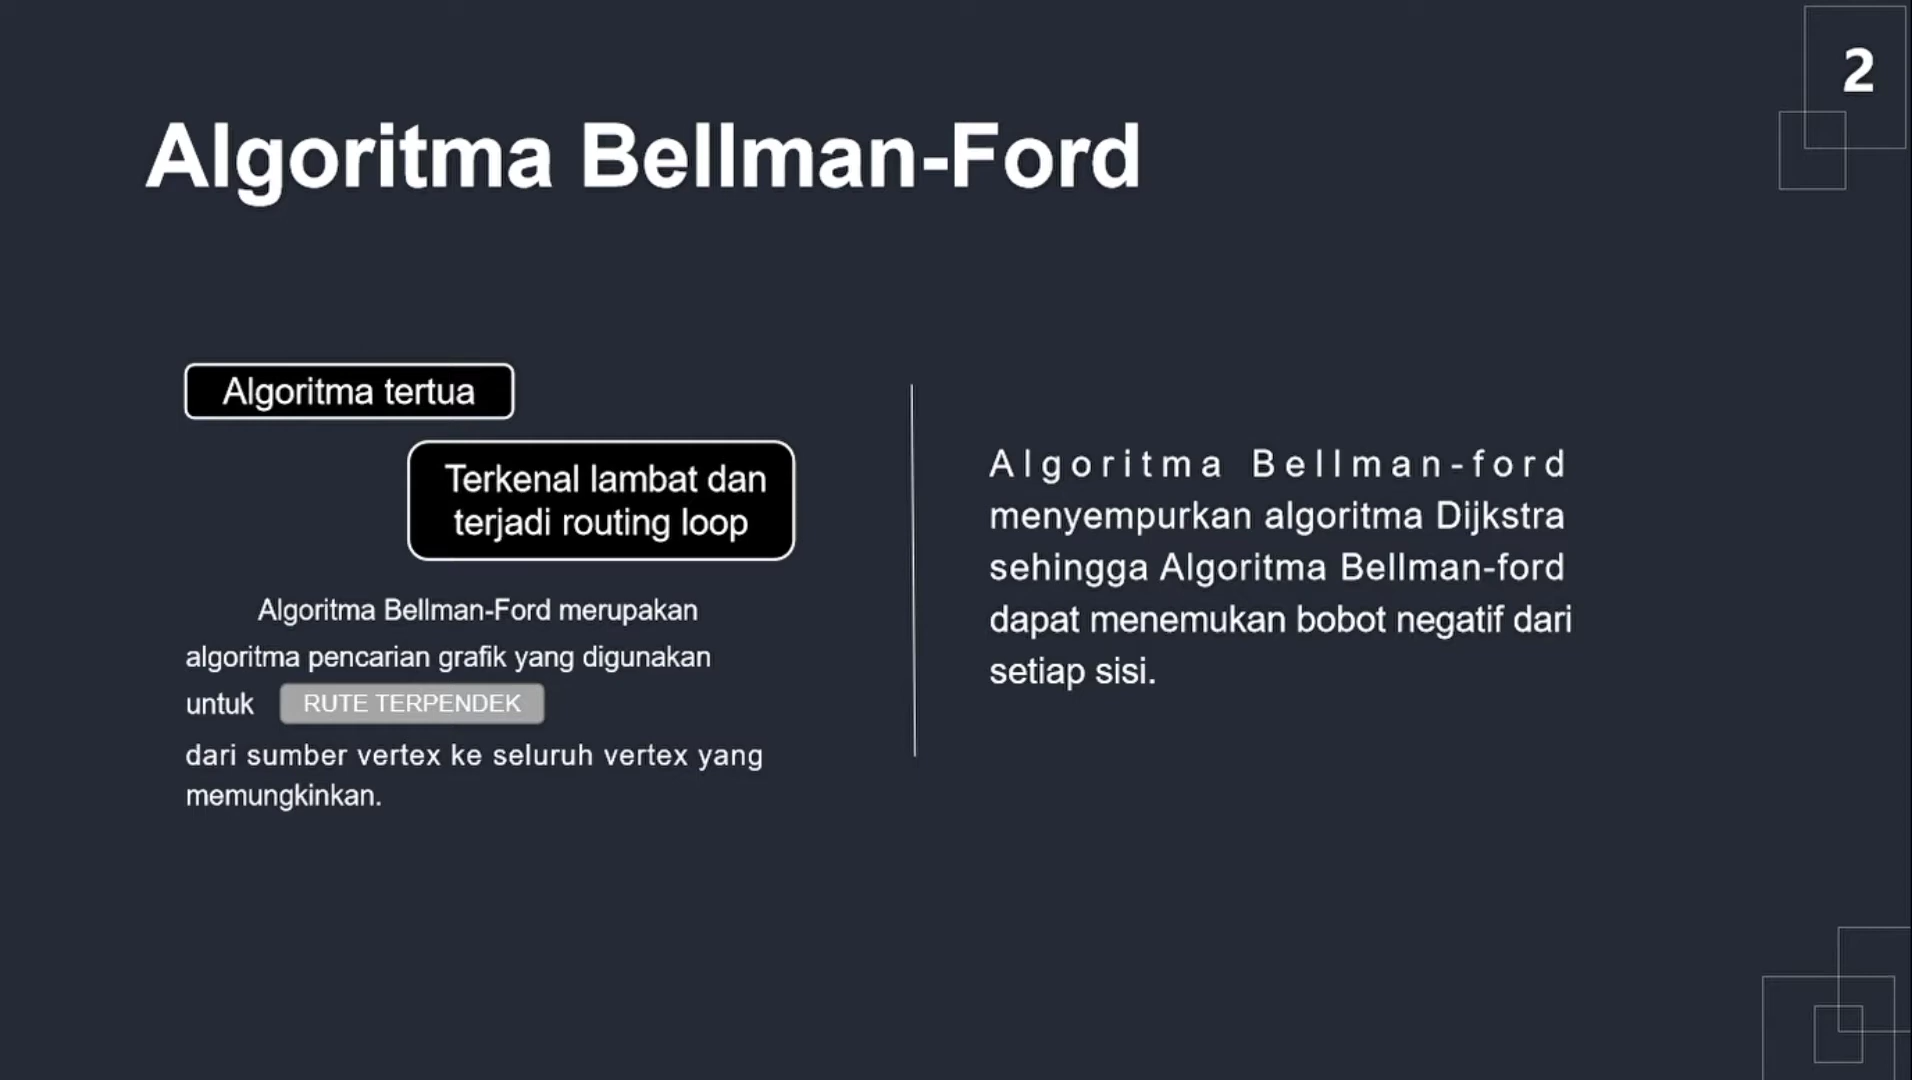 2
Algoritma Bellman-Ford
Algoritma tertua
Terkenal lambat dan
terjadi routing loop
Algoritma Bellman-Ford merupakan
algoritma pencarian grafik yang digunakan
untuk RUTE TERPENDEK
dari sumber vertex ke seluruh vertex yang
memungkinkan.
Algoritma Bellman-ford
menyempurkan algoritma Dijkstra
sehingga Algoritma Bellman-ford
dapat menemukan bobot negatif dari
setiap sisi.